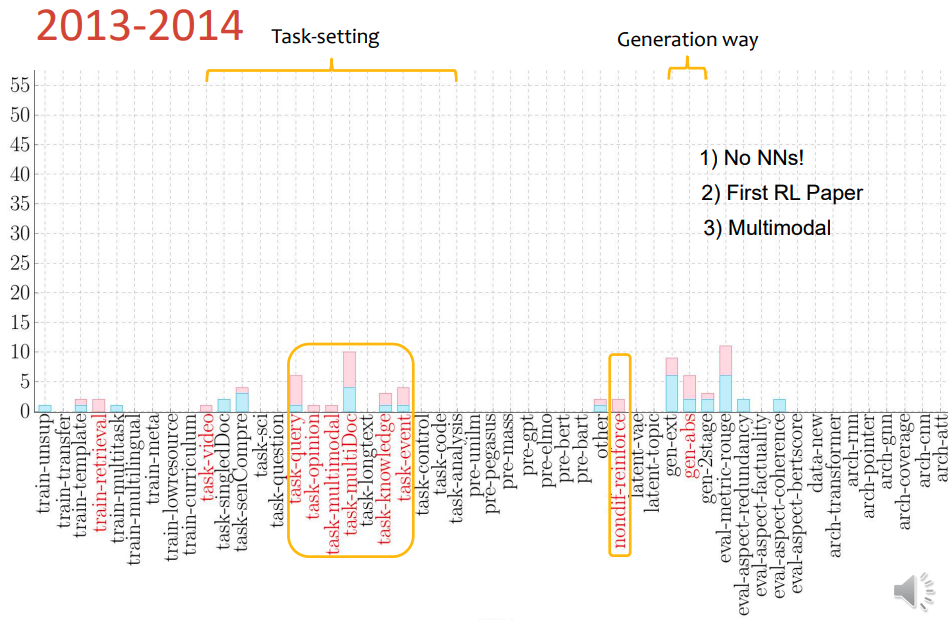 2013-2014
Task-setting
Generation way
1) No NNs!
2) First RL Paper
3) Multimodal
55
50
45
40
35
30
25
20
15
10
5
0
train-unsup
train-transfer
train-template
train-retrieval
train-multitask
train-multilingual
train-meta
train-lowresource
train-curriculum
task-video
task-singledDoc
task-senCompre
task-sci
task-question
task-query
task-opinion
task-multimodal
task-multiDoc
task-longtext
task-knowledge
task-event
task-control
task-code
task-analysis
pre-unilm
pre-pegasus
pre-mass
pre-gpt
pre-elmo
pre-bert
pre-bart
other
nondif-reinforce
latent-vae
latent-topic
gen-ext
gen-abs
gen-2stage
eval-metric-rouge
eval-aspect-redundancy
eval-aspect-factuality
eval-aspect-coherence
eval-aspect-bertscore
data-new
arch-transformer
arch-rnn
arch-pointer
arch-gnn
arch-coverage
arch-cnn
arch-att